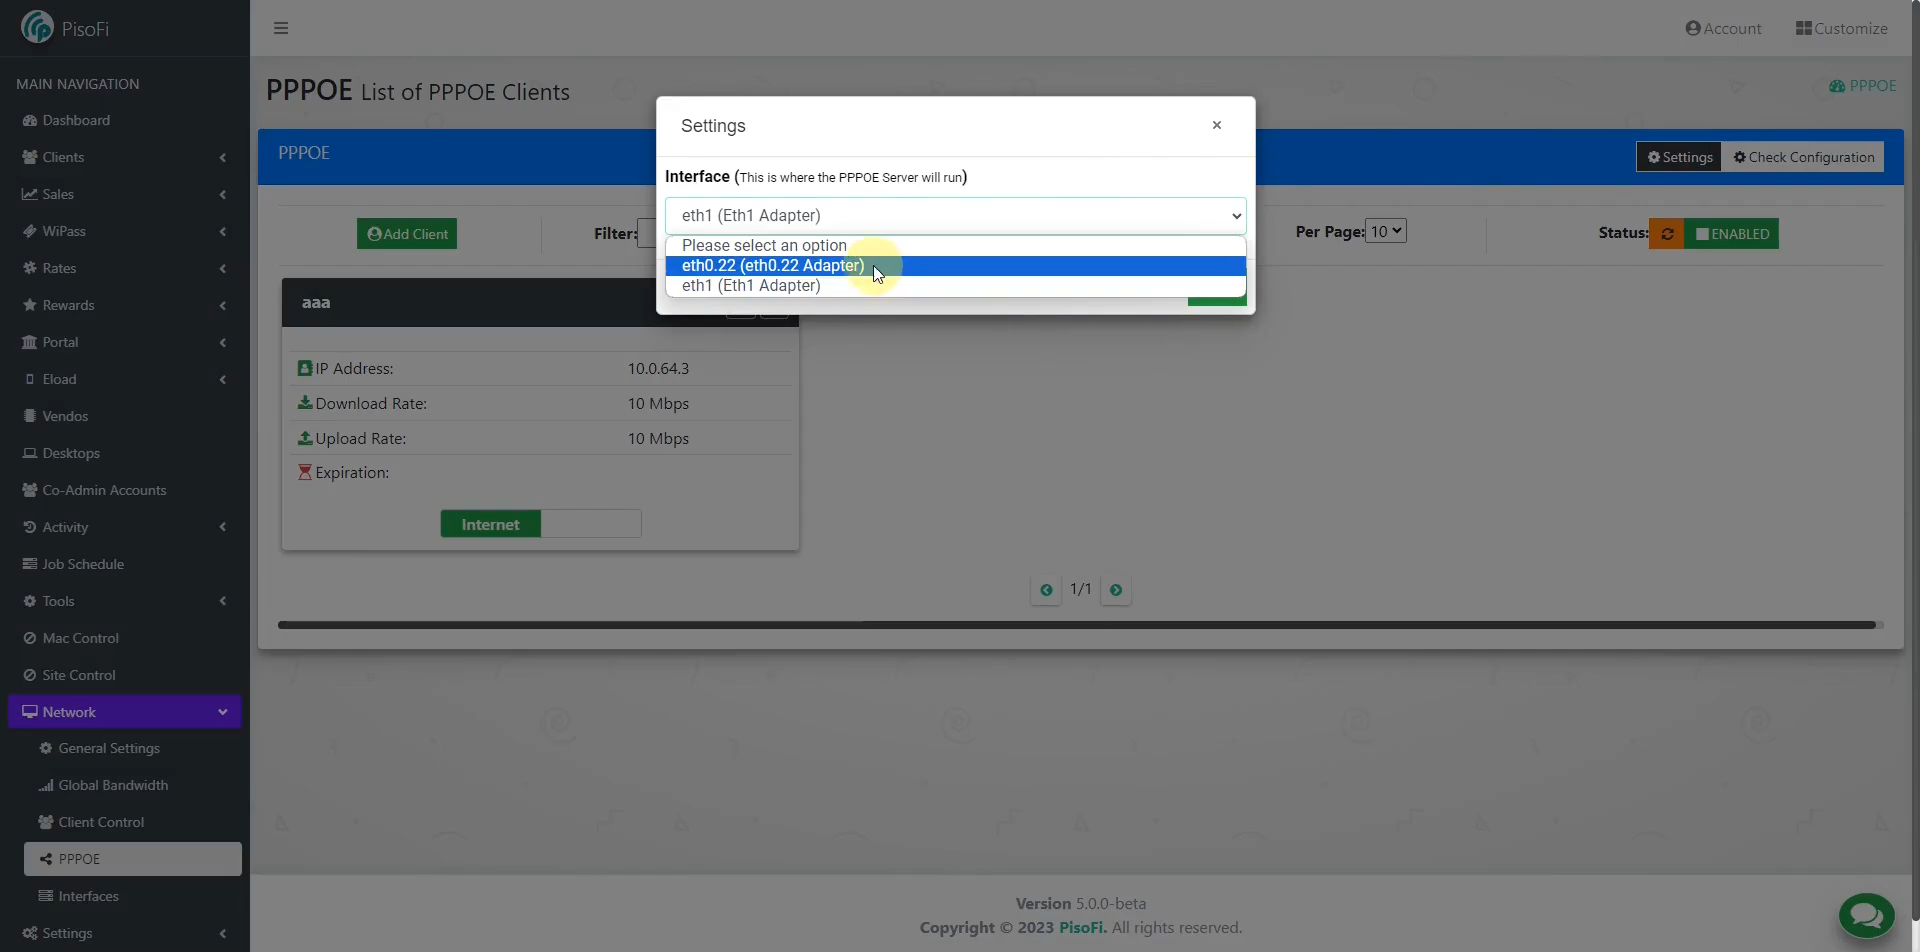 PisoFi
Account
Customize
MAIN NAVIGATION
Dashboard
Clients
Sales
WiPass
Rates
Rewards
Portal
Eload
Vendos
Desktops
Co-Admin Accounts
Activity
Job Schedule
Tools
Mac Control
Site Control
Network
General Settings
Global Bandwidth
Client Control
PPPOE
Interfaces
Settings
PPPOE List of PPPOE Clients
PPPOE
PPPOE
Settings
Check Configuration
Add Client
Filter:
Per Page: 10
Status:
ENABLED
Settings
×
Interface (This is where the PPPOE Server will run)
eth1 (Eth1 Adapter)
Please select an option
eth0.22 (eth0.22 Adapter)
eth1 (Eth1 Adapter)
aaa
IP Address: 10.0.64.3
Download Rate: 10 Mbps
Upload Rate: 10 Mbps
Expiration:
Internet
1/1
Version 5.0.0-beta
Copyright © 2023 PisoFi. All rights reserved.